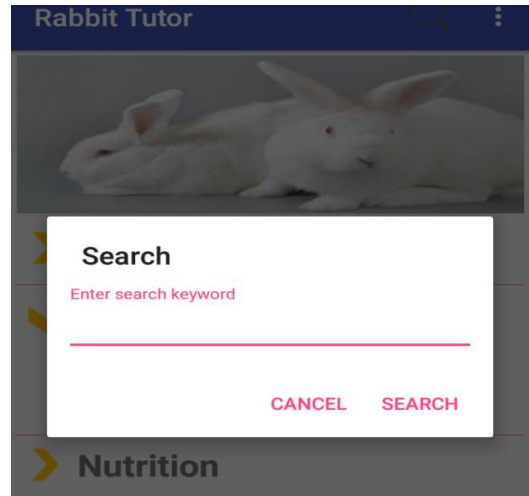 Rabbit Tutor
Search
Enter search keyword
CANCEL SEARCH
Nutrition